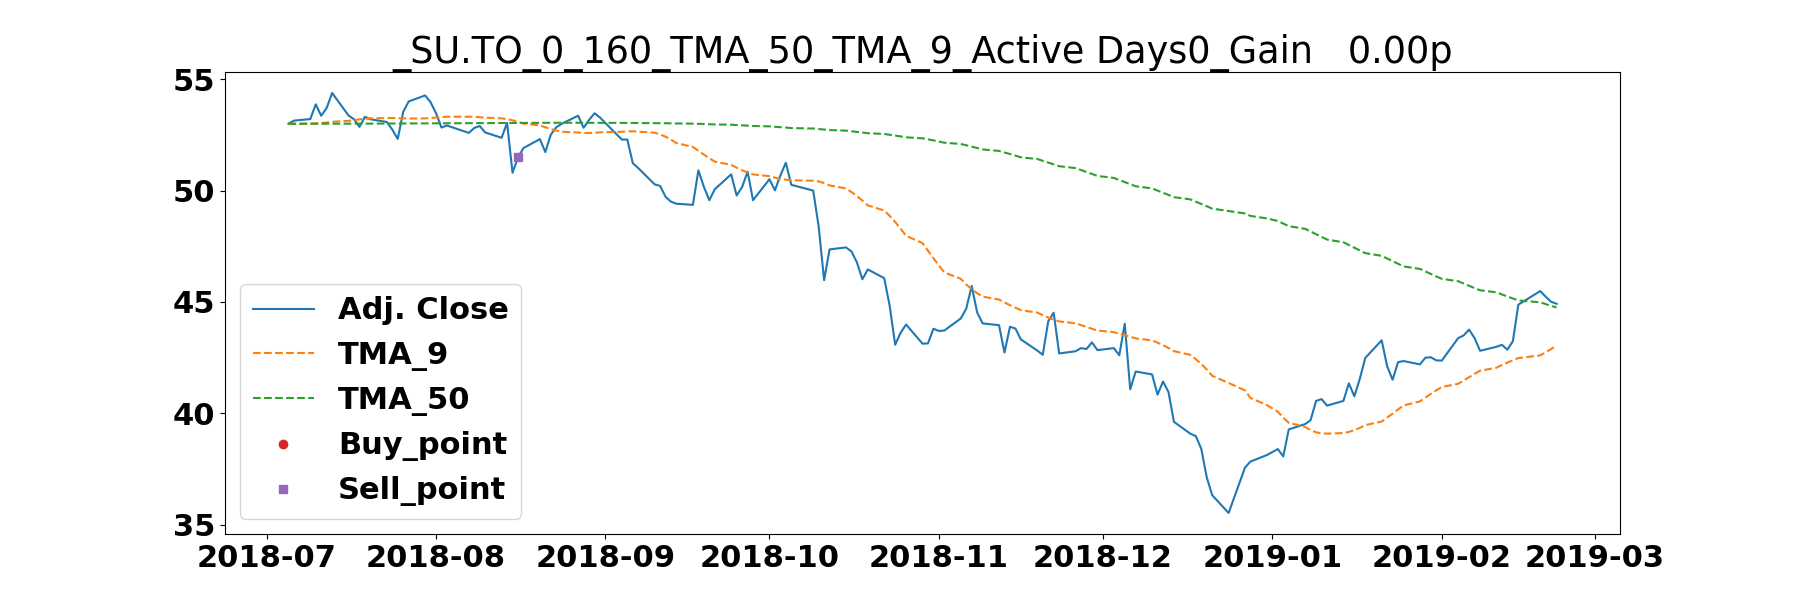 _SU.TO_0_160_TMA_50_TMA_9_Active Days0_Gain   0.00p
55
50
45
40
35
Adj. Close
TMA_9
TMA_50
Buy_point
Sell_point
2018-07 2018-08 2018-09 2018-10 2018-11 2018-12 2019-01 2019-02 2019-03